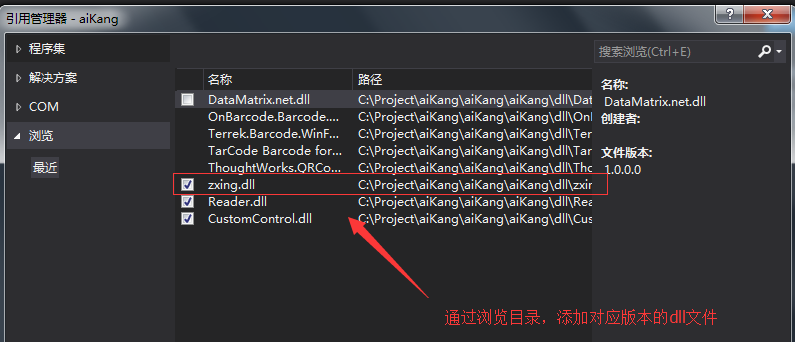 引用管理器 - aiKang
程序集
解决方案
COM
浏览
最近
名称 路径
DataMatrix.net.dll C:\Project\aiKang\aiKang\aiKang\dll\Dat
OnBarcode.Barcode.... C:\Project\aiKang\aiKang\aiKang\dll\OnB
Terrek.Barcode.WinF... C:\Project\aiKang\aiKang\aiKang\dll\Terr
TarCode Barcode for... C:\Project\aiKang\aiKang\aiKang\dll\TarC
ThoughtWorks.QRCo... C:\Project\aiKang\aiKang\aiKang\dll\Tho
zxing.dll C:\Project\aiKang\aiKang\aiKang\dll\zxin
Reader.dll C:\Project\aiKang\aiKang\aiKang\dll\Rea
CustomControl.dll C:\Project\aiKang\aiKang\aiKang\dll\Cus
搜索浏览(Ctrl+E)
名称:
DataMatrix.net.dll
创建者:
文件版本:
1.0.0.0
通过浏览目录，添加对应版本的dll文件